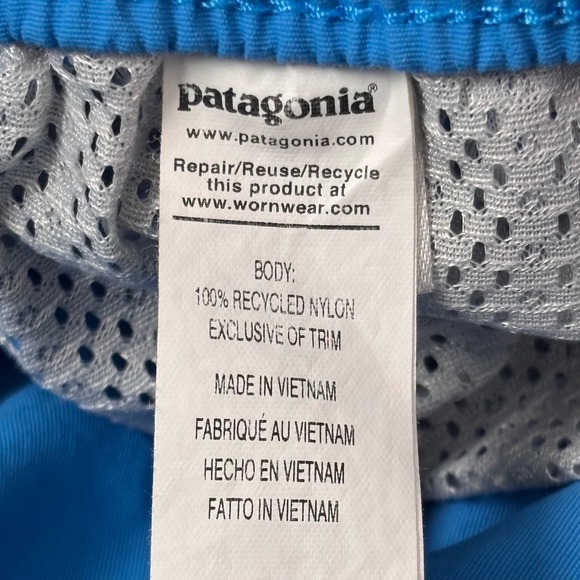 patagonia®
www.patagonia.com
Repair/Reuse/Recycle
this product at
www.wornwear.com
BODY:
100% RECYCLED NYLON
EXCLUSIVE OF TRIM
MADE IN VIETNAM
FABRIQUÉ AU VIETNAM
HECHO EN VIETNAM
FATTO IN VIETNAM